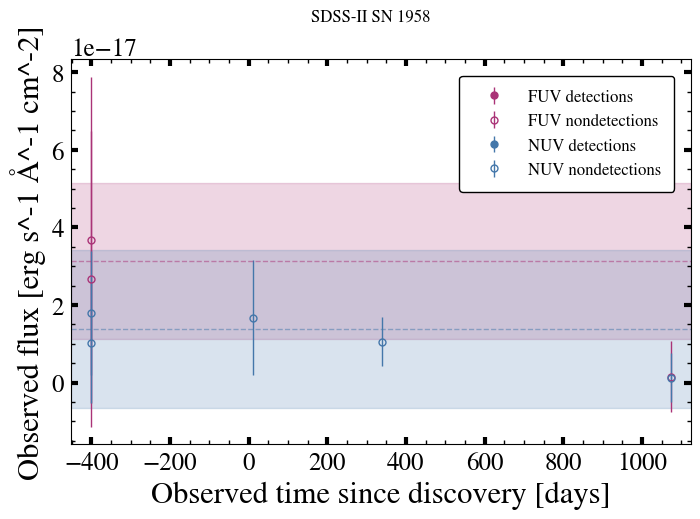 SDSS-II SN 1958
1e−17
8
6
4
2
0
Observed flux [erg s^-1 Å^-1 cm^-2]
FUV detections
FUV nondetections
NUV detections
NUV nondetections
−400 −200 0 200 400 600 800 1000
Observed time since discovery [days]